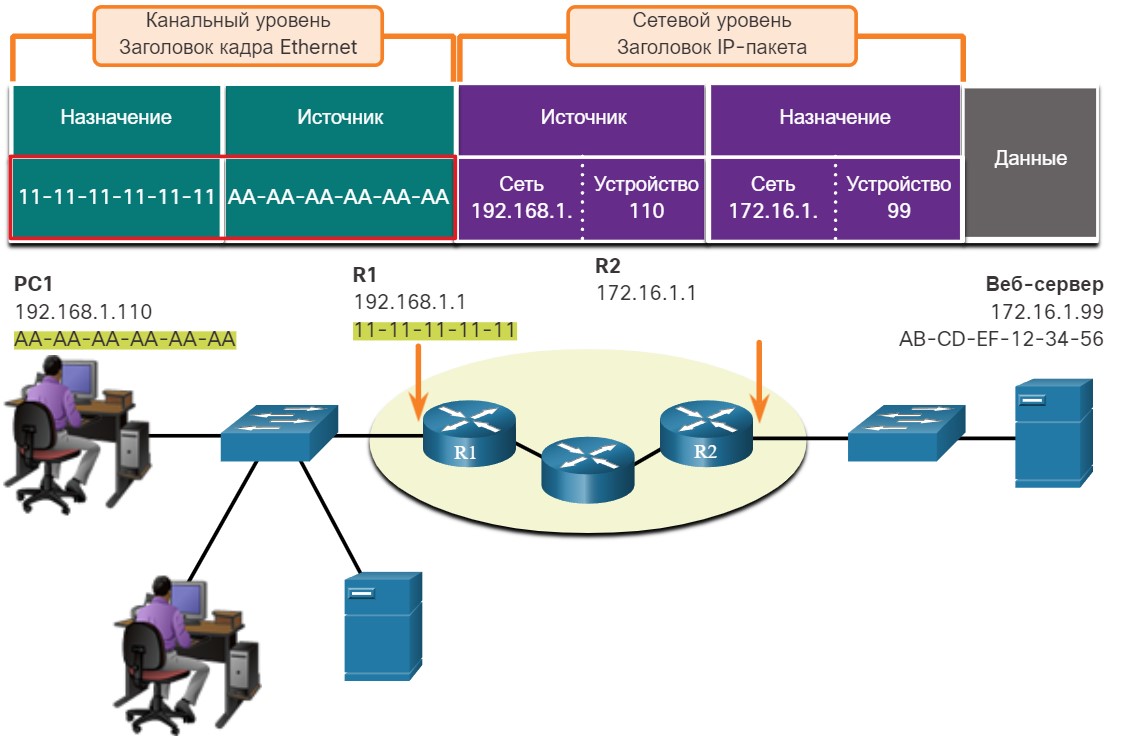 Канальный уровень
Заголовок кадра Ethernet
Сетевой уровень
Заголовок IP-пакета
Назначение
Источник
Источник
Назначение
Данные
11-11-11-11-11-11
AA-AA-AA-AA-AA-AA
Сеть
192.168.1.
Устройство
110
Сеть
172.16.1.
Устройство
99
PC1
192.168.1.110
AA-AA-AA-AA-AA-AA
R1
192.168.1.1
11-11-11-11-11
R2
172.16.1.1
Веб-сервер
172.16.1.99
AB-CD-EF-12-34-56
R1
R2